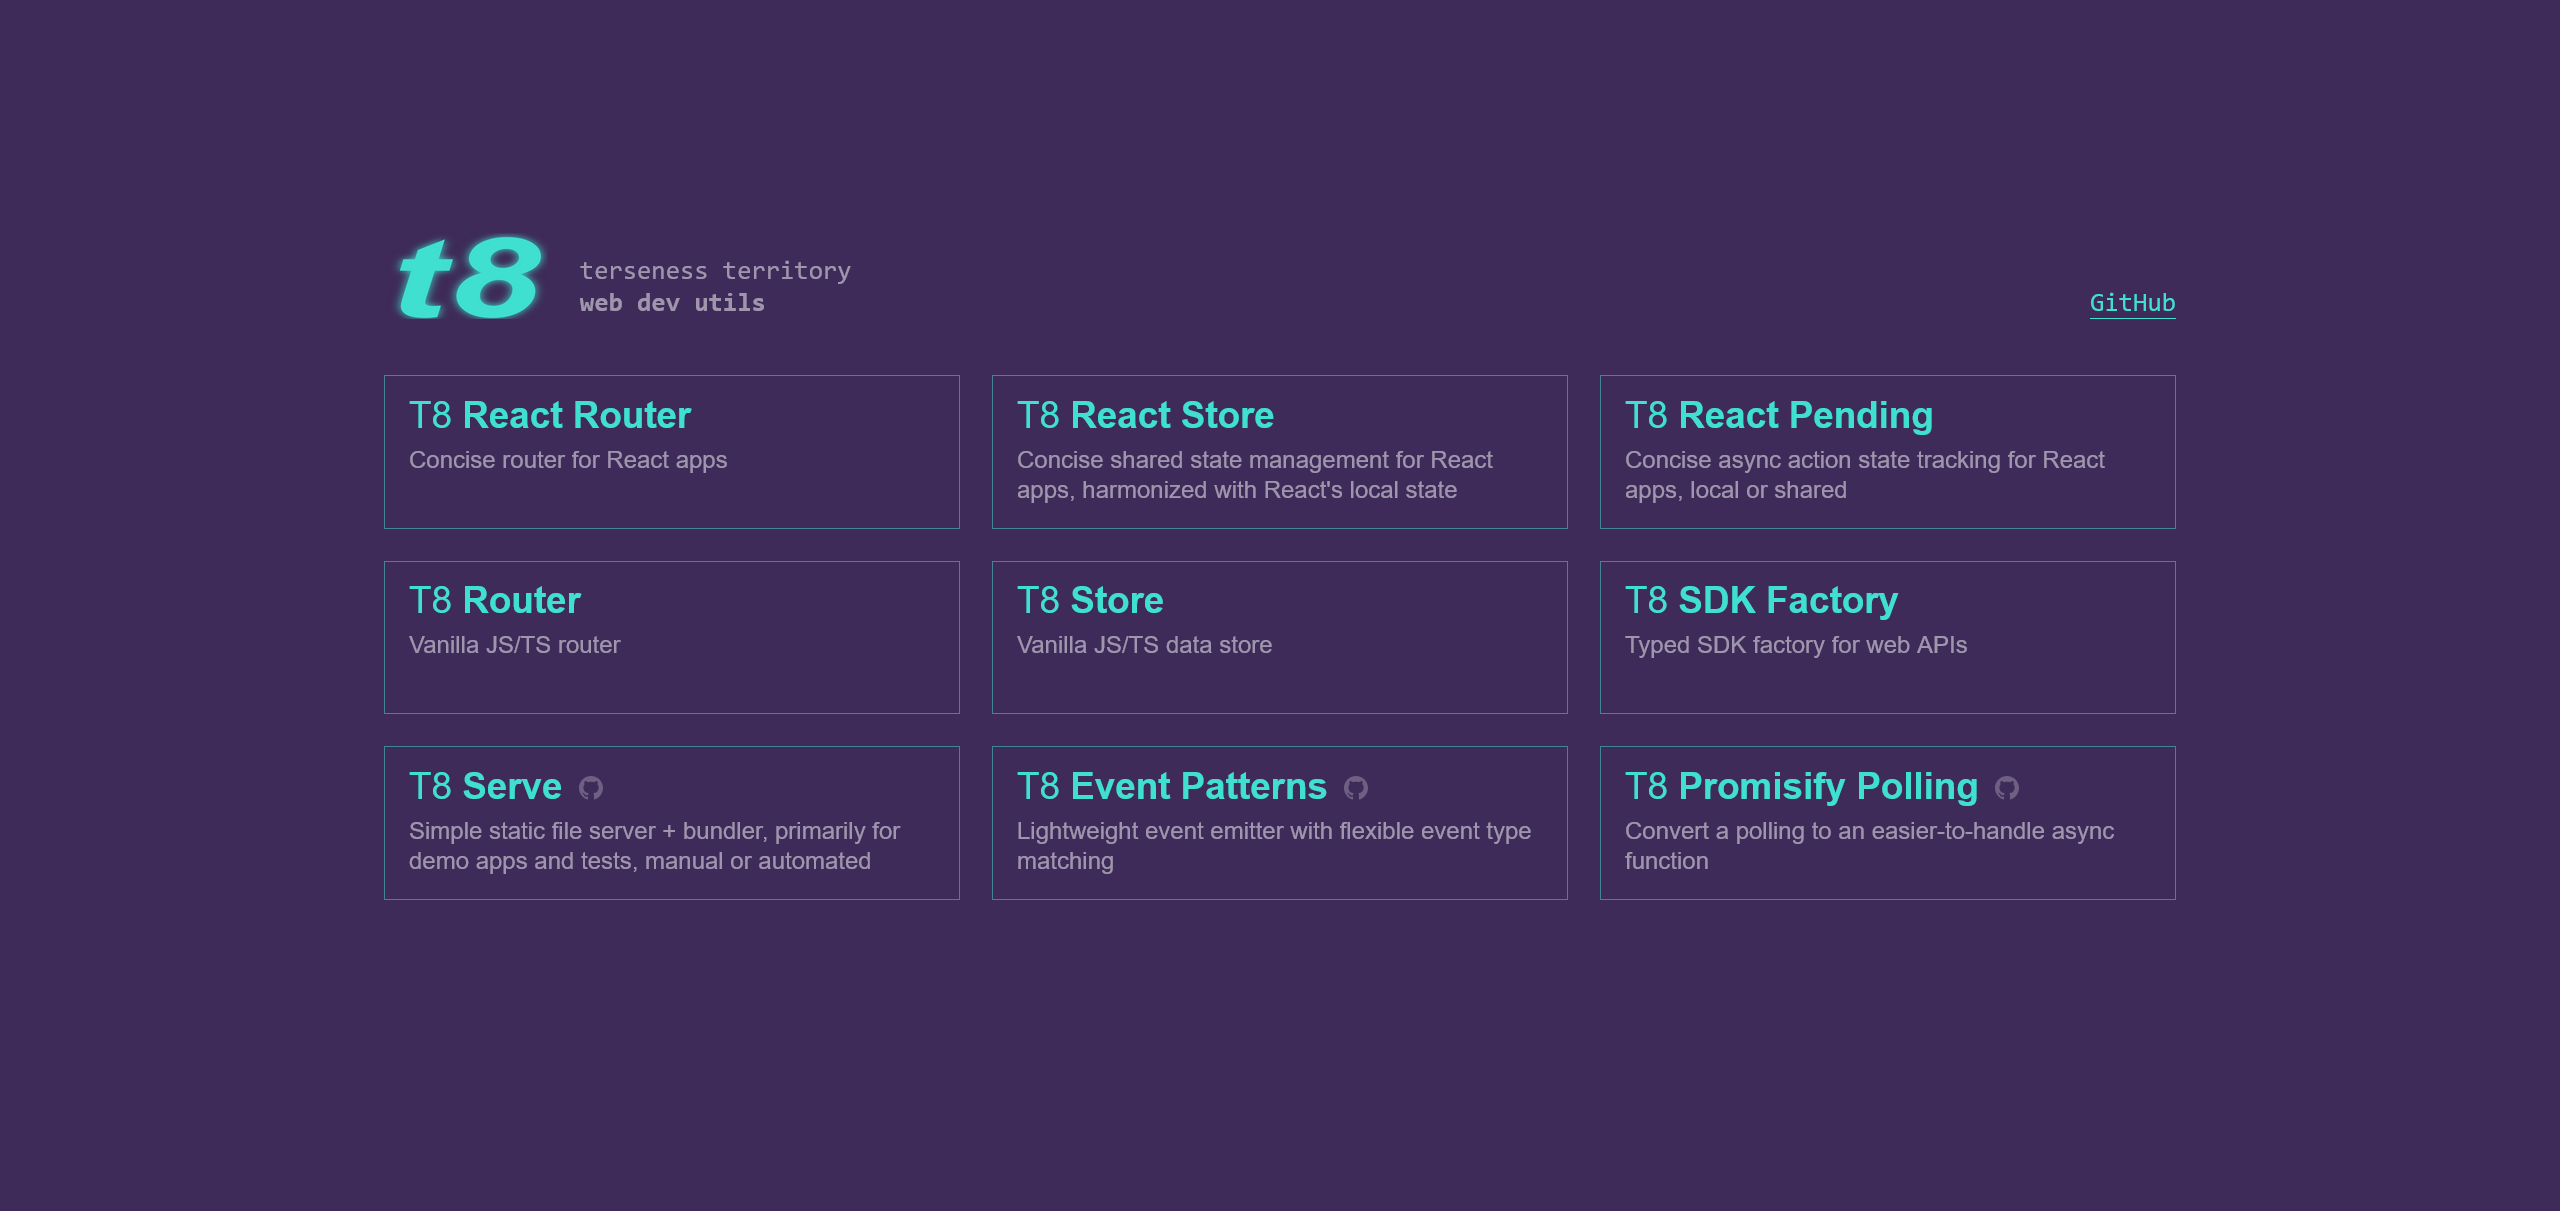 t8
terseness territory
web dev utils
GitHub
T8 React Router
Concise router for React apps
T8 React Store
Concise shared state management for React
apps, harmonized with React's local state
T8 React Pending
Concise async action state tracking for React
apps, local or shared
T8 Router
Vanilla JS/TS router
T8 Store
Vanilla JS/TS data store
T8 SDK Factory
Typed SDK factory for web APIs
T8 Serve
Simple static file server + bundler, primarily for
demo apps and tests, manual or automated
T8 Event Patterns
Lightweight event emitter with flexible event type
matching
T8 Promisify Polling
Convert a polling to an easier-to-handle async
function